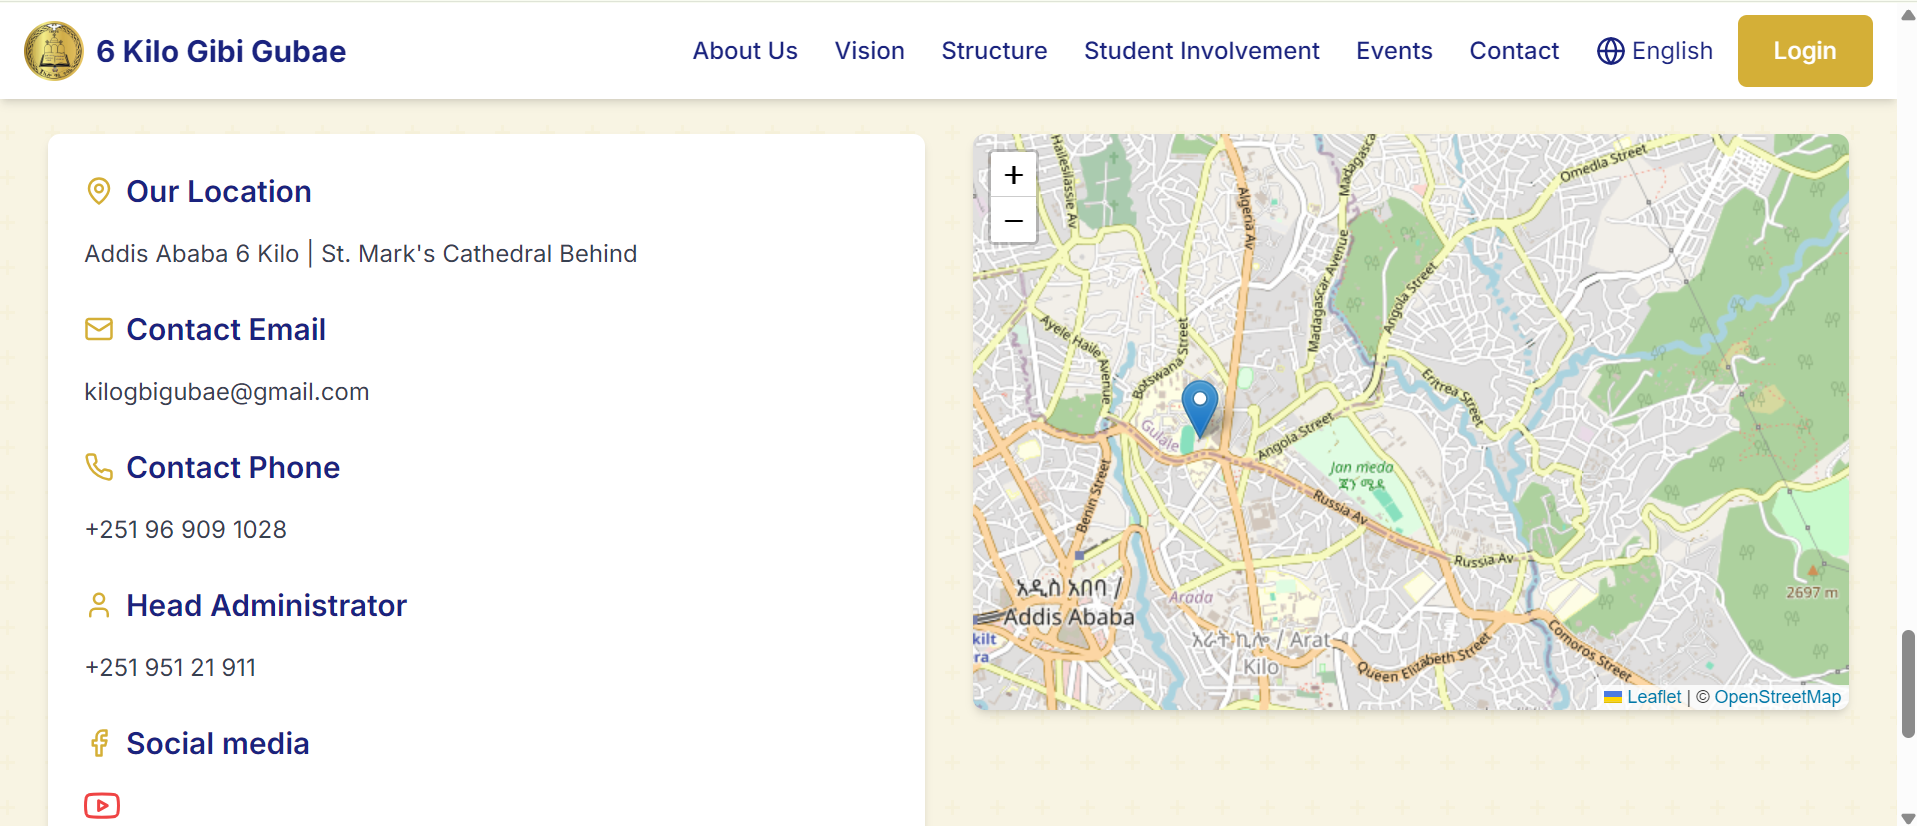 6 Kilo Gibi Gubae
About Us
Vision
Structure
Student Involvement
Events
Contact
English
Login
Our Location
Addis Ababa 6 Kilo | St. Mark's Cathedral Behind
Contact Email
kilogbigubae@gmail.com
Contact Phone
+251 96 909 1028
Head Administrator
+251 951 21 911
Social media
+
−
Hailesilassie Av
Algeria Av
Madagasca
Madagascar Avenue
Omedla Street
Angola Street
Ayele Haile Avenue
Botswana Street
Eritrea Street
Gulale
Angola Street
Jan meda
ጃን ሜዳ
Benin Street
Russia Av
Russia Av
አዲስ አበባ /
Addis Ababa
Arada
አራት ኪሎ / Arat
Kilo
Queen Elizabeth Street
Comoros Street
2697 m
kilt
ra
Leaflet | © OpenStreetMap